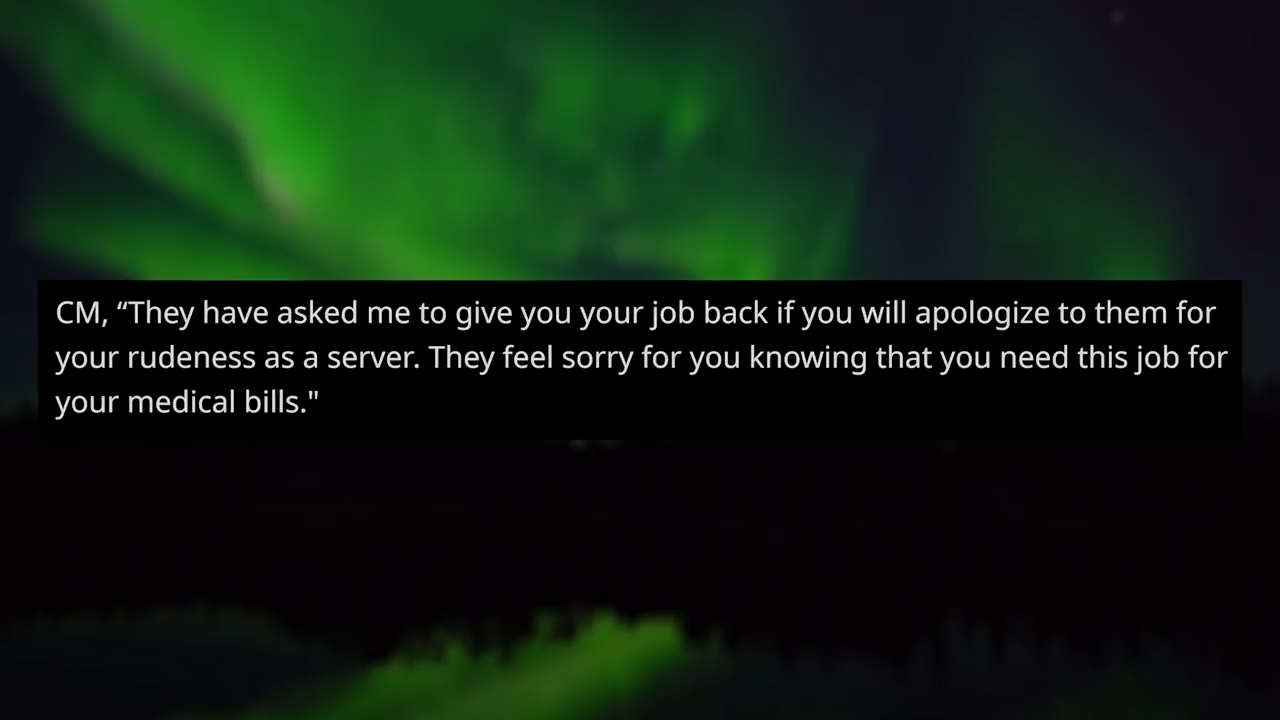 CM, “They have asked me to give you your job back if you will apologize to them for
your rudeness as a server. They feel sorry for you knowing that you need this job for
your medical bills."